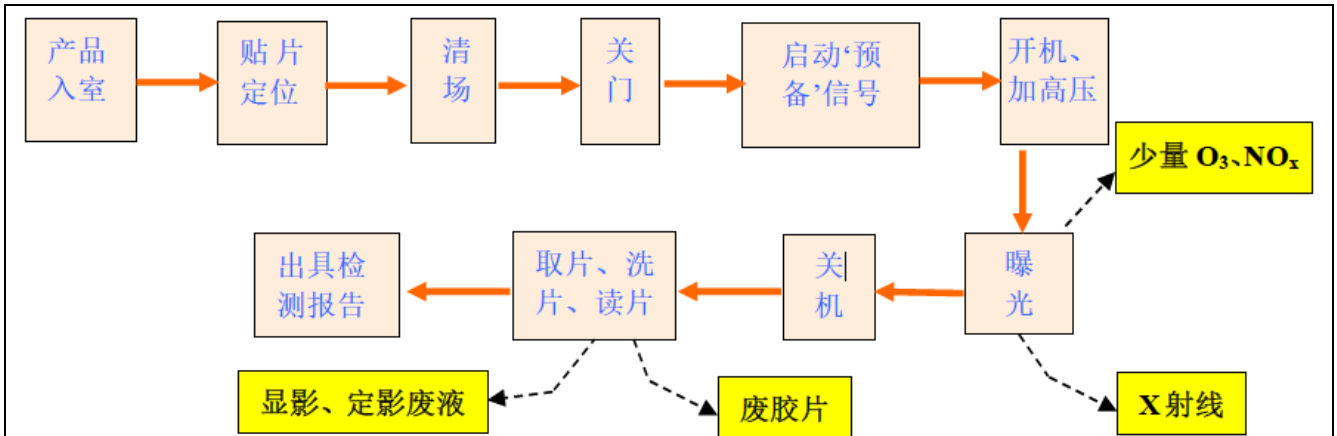 产品
入室
贴片
定位
清
场
关
门
启动‘预
备’信号
开机、
加高压
少量 O₃、NOₓ
曝
光
关
机
取片、洗
片、读片
出具检
测报告
显影、定影废液
废胶片
X 射线